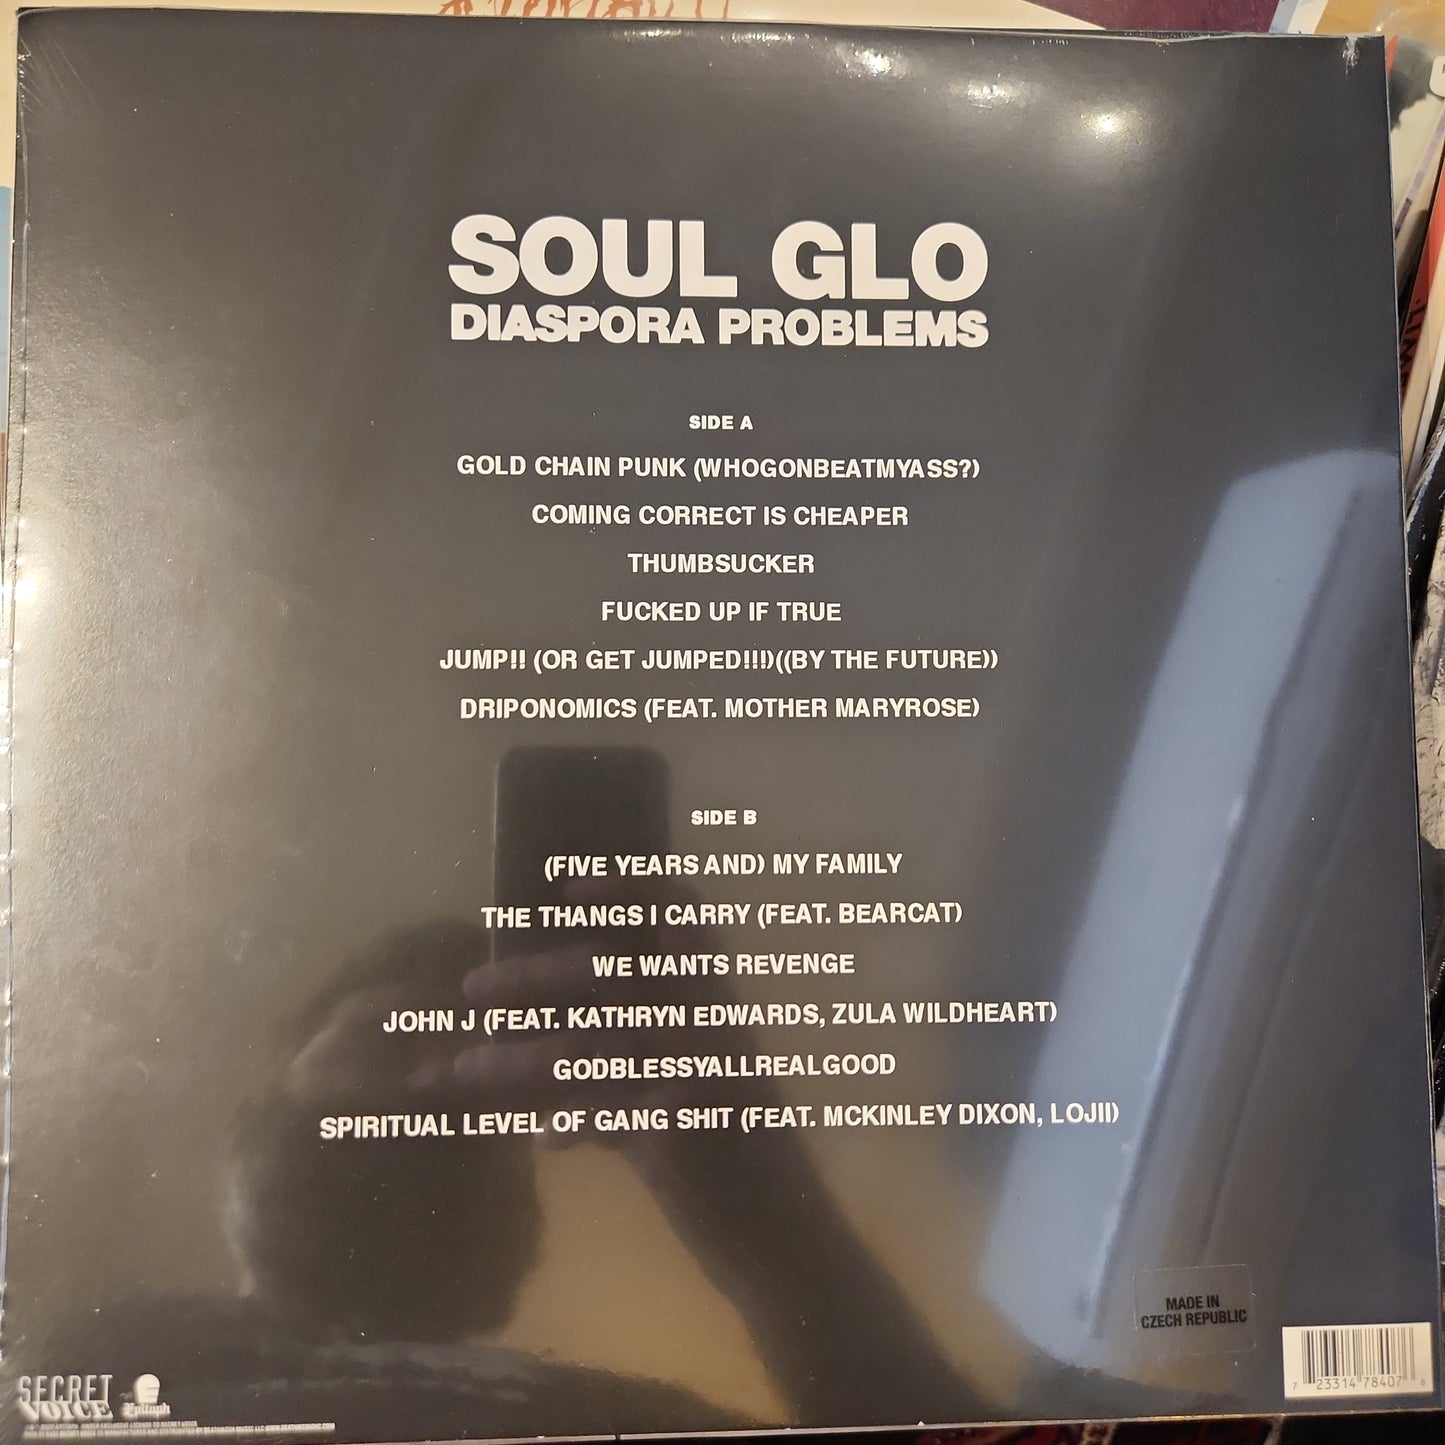 SOUL GLO
DIASPORA PROBLEMS
SIDE A
GOLD CHAIN PUNK (WHOGONBEATMYASS?)
COMING CORRECT IS CHEAPER
THUMBSUCKER
FUCKED UP IF TRUE
JUMP!! (OR GET JUMPED!!!)((BY THE FUTURE))
DRIPONOMICS (FEAT. MOTHER MARYROSE)
SIDE B
(FIVE YEARS AND) MY FAMILY
THE THANGS I CARRY (FEAT. BEARCAT)
WE WANTS REVENGE
JOHN J (FEAT. KATHRYN EDWARDS, ZULA WILDHEART)
GODBLESSYALLREALGOOD
SPIRITUAL LEVEL OF GANG SHIT (FEAT. MCKINLEY DIXON, LOJII)
MADE IN
CZECH REPUBLIC
7 23314 78407 6
SECRET
VOICE
Epitaph